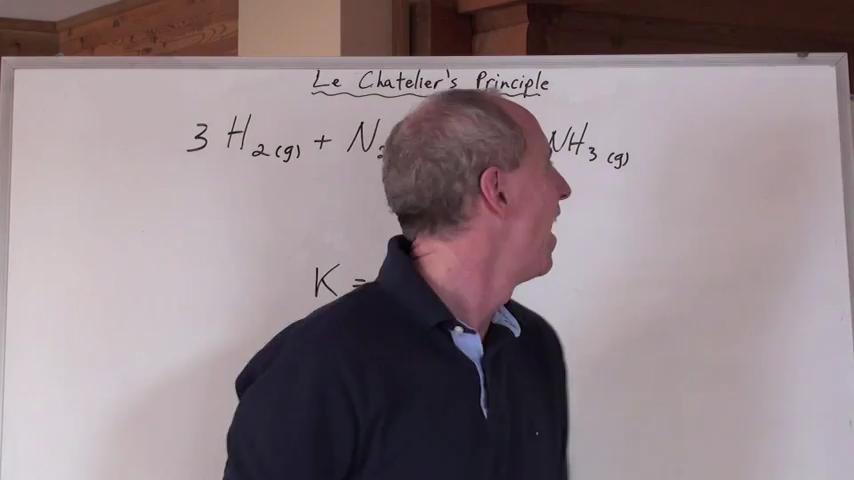 Le Chatelier's Principle
3 H₂(g) + N₂ NH₃(g)
K =